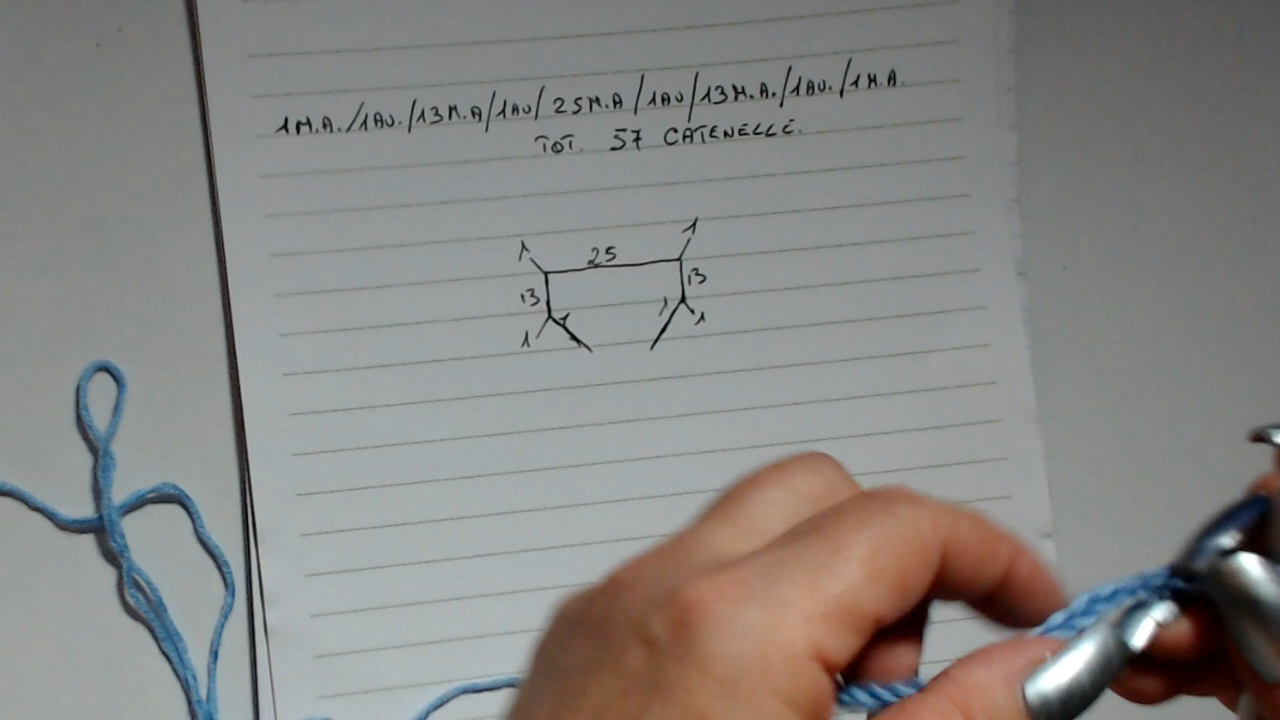 1M.A./1AU./13M.A/1AU/25M.A/1AU/13M.A./1AU./1M.A.
TOT. 57 CATENELLE.
1 25 1
13 13
1 1 1 1